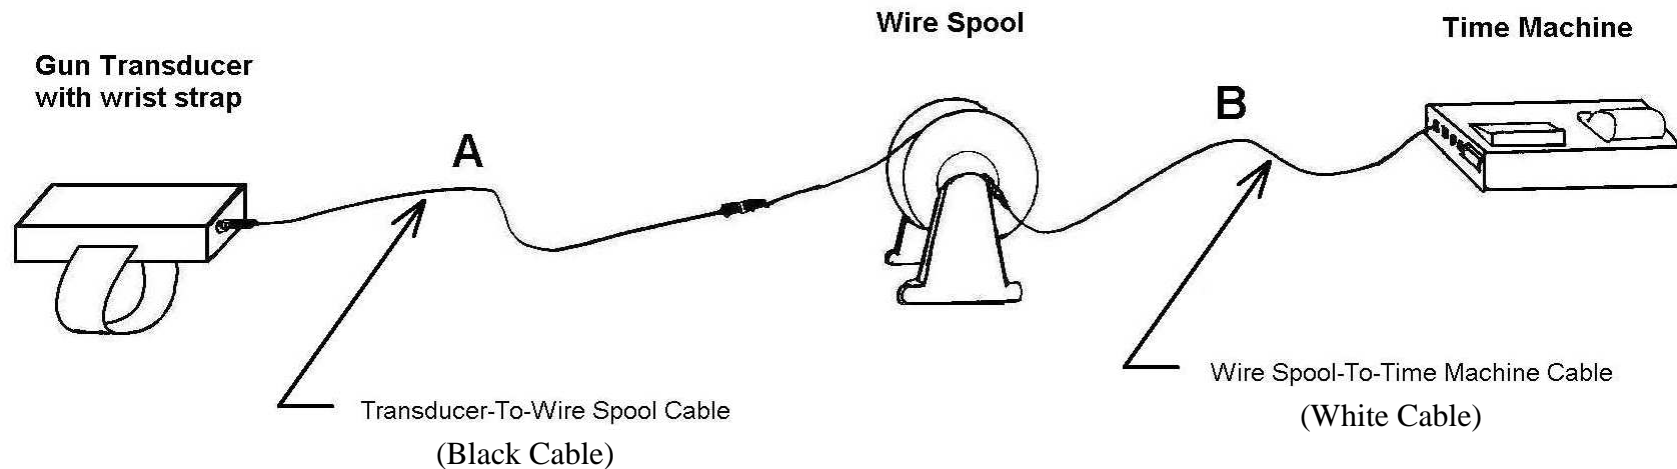 Wire Spool
Time Machine
Gun Transducer
with wrist strap
A
B
Transducer-To-Wire Spool Cable
(Black Cable)
Wire Spool-To-Time Machine Cable
(White Cable)